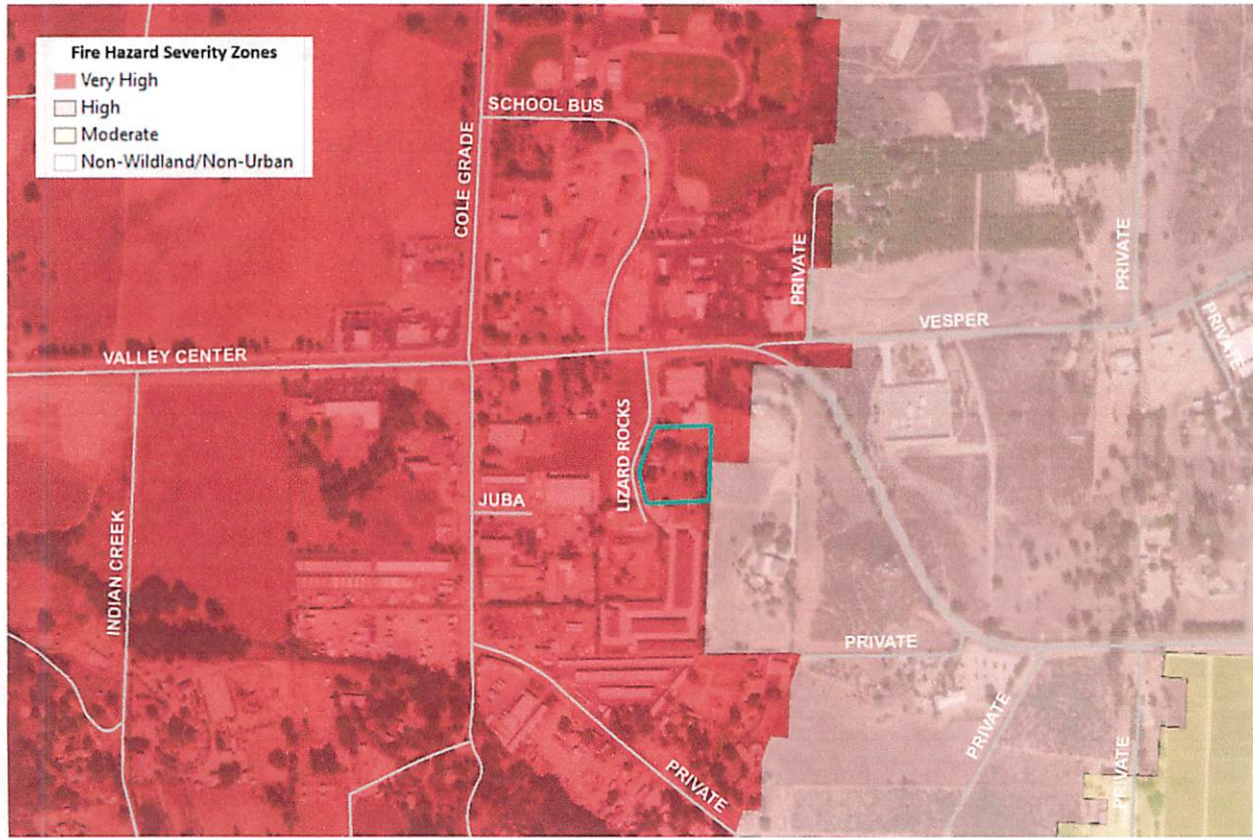 Fire Hazard Severity Zones
Very High
High
Moderate
Non-Wildland/Non-Urban
SCHOOL BUS
COLE GRADE
PRIVATE
PRIVATE
VESPER
PRIVATE
VALLEY CENTER
LIZARD ROCKS
JUBA
INDIAN CREEK
PRIVATE
PRIVATE
PRIVATE
PRIVATE